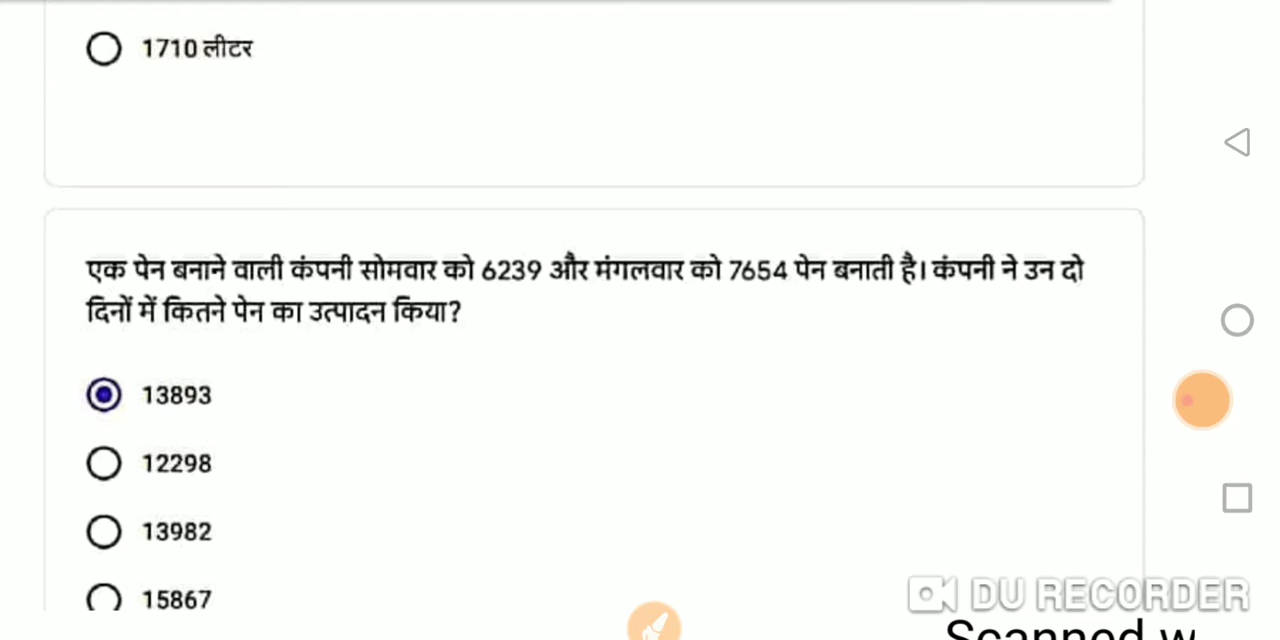 1710 लीटर
एक पेन बनाने वाली कंपनी सोमवार को 6239 और मंगलवार को 7654 पेन बनाती है। कंपनी ने उन दो
दिनों में कितने पेन का उत्पादन किया?
13893
12298
13982
15867
DU RECORDER
Scanned w